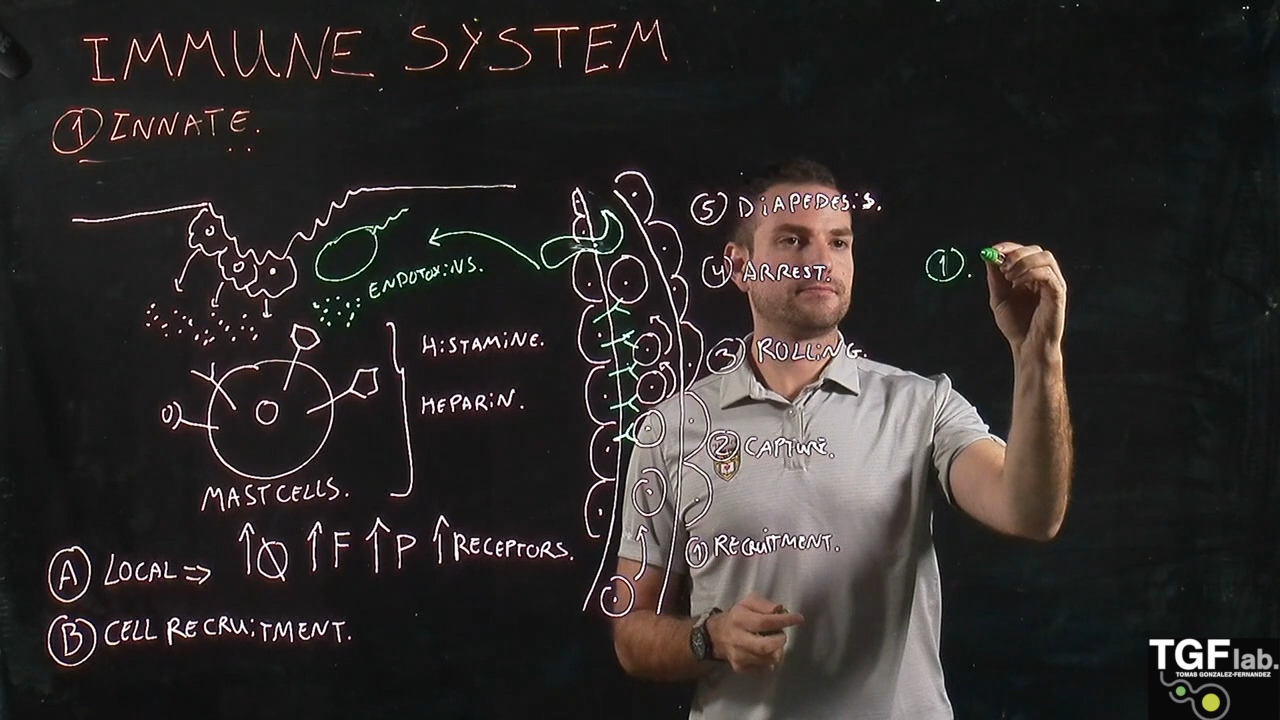 IMMUNE SYSTEM
① INNATE.
ENDOTOXINS.
HISTAMINE.
HEPARIN.
MAST CELLS.
Ⓐ LOCAL => ↑Q ↑F ↑P ↑RECEPTORS.
Ⓑ CELL RECRUITMENT.
⑤ DIAPEDESIS.
④ ARREST.
③ ROLLING.
② CAPTURE.
① RECRUITMENT.
①.
TGF lab.
TOMAS GONZALEZ-FERNANDEZ